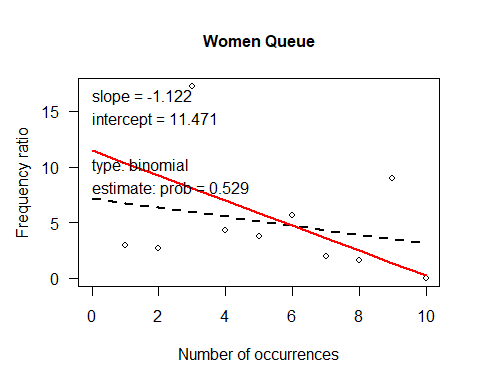 Women Queue
slope = -1.122
intercept = 11.471
type: binomial
estimate: prob = 0.529
Frequency ratio
15
10
5
0
0 2 4 6 8 10
Number of occurrences